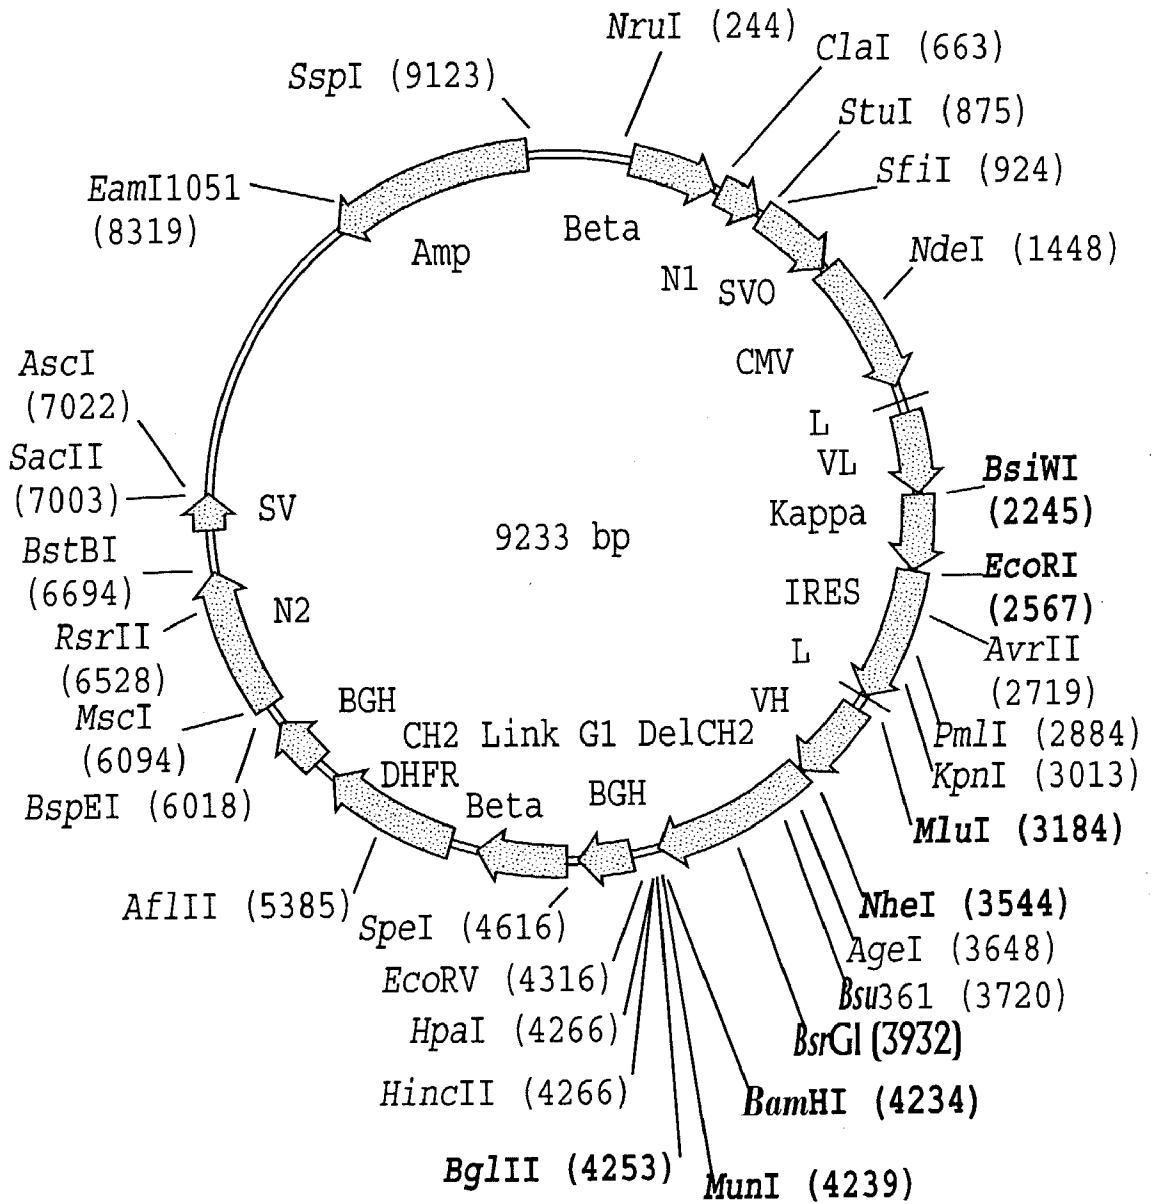 NruI (244)
ClaI (663)
SspI (9123)
StuI (875)
SfiI (924)
EamI1051
(8319)
Beta
Amp
NdeI (1448)
N1
SVO
CMV
AscI
(7022)
L
SacII
(7003)
VL
BsiWI
(2245)
SV
Kappa
9233 bp
BstBI
(6694)
EcoRI
(2567)
IRES
N2
RsrII
(6528)
L
AvrII
(2719)
BGH
VH
MscI
(6094)
CH2 Link G1 DelCH2
PmlI (2884)
DHFR
KpnI (3013)
Beta
BGH
BspEI (6018)
MluI (3184)
AflII (5385)
NheI (3544)
SpeI (4616)
AgeI (3648)
EcoRV (4316)
Bsu361 (3720)
HpaI (4266)
BsrGI (3932)
HincII (4266)
BamHI (4234)
BglII (4253)
MunI (4239)